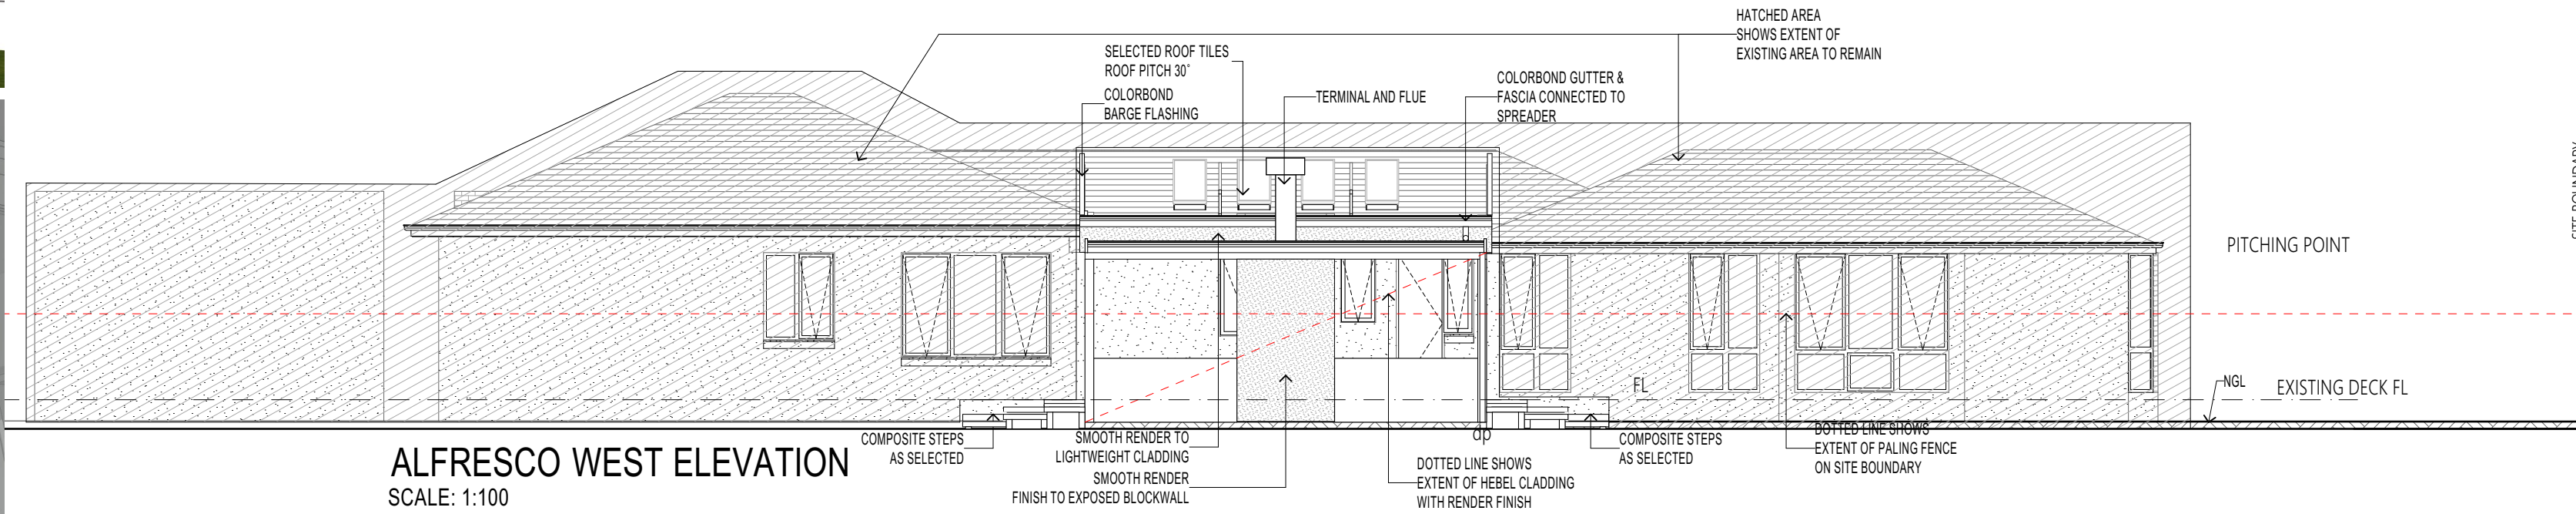 HATCHED AREA
SHOWS EXTENT OF
EXISTING AREA TO REMAIN
SELECTED ROOF TILES
ROOF PITCH 30°
COLORBOND
BARGE FLASHING
TERMINAL AND FLUE
COLORBOND GUTTER &
FASCIA CONNECTED TO
SPREADER
SITE BOUNDARY
PITCHING POINT
FL
NGL
EXISTING DECK FL
COMPOSITE STEPS
AS SELECTED
SMOOTH RENDER TO
LIGHTWEIGHT CLADDING
SMOOTH RENDER
FINISH TO EXPOSED BLOCKWALL
dp
DOTTED LINE SHOWS
EXTENT OF HEBEL CLADDING
WITH RENDER FINISH
COMPOSITE STEPS
AS SELECTED
DOTTED LINE SHOWS
EXTENT OF PALING FENCE
ON SITE BOUNDARY
ALFRESCO WEST ELEVATION
SCALE: 1:100